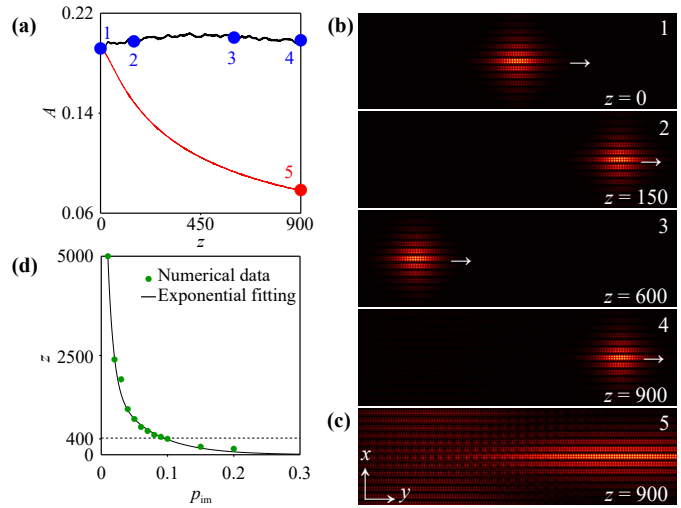 (a)
0.22
0.14
0.06
A
1
2
3
4
5
0
450
900
z
(b)
1
→
z = 0
2
→
z = 150
3
→
z = 600
4
→
z = 900
(c)
5
x
y
z = 900
(d)
5000
2500
400
0
z
Numerical data
Exponential fitting
0
0.1
0.2
0.3
pim